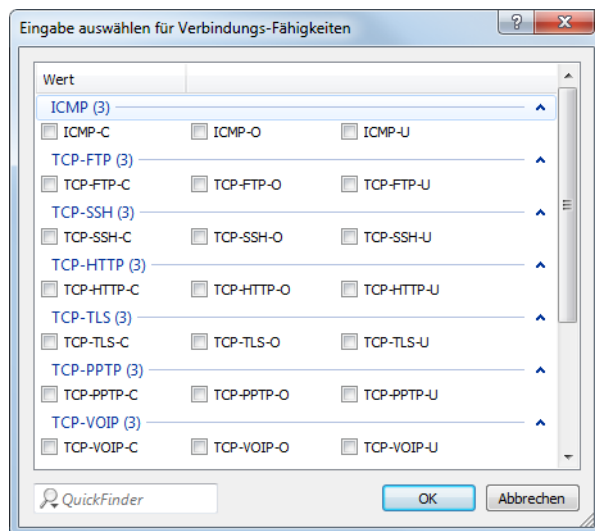 Eingabe auswählen für Verbindungs-Fähigkeiten
?
Wert
ICMP (3)
ICMP-C ICMP-O ICMP-U
TCP-FTP (3)
TCP-FTP-C TCP-FTP-O TCP-FTP-U
TCP-SSH (3)
TCP-SSH-C TCP-SSH-O TCP-SSH-U
TCP-HTTP (3)
TCP-HTTP-C TCP-HTTP-O TCP-HTTP-U
TCP-TLS (3)
TCP-TLS-C TCP-TLS-O TCP-TLS-U
TCP-PPTP (3)
TCP-PPTP-C TCP-PPTP-O TCP-PPTP-U
TCP-VOIP (3)
TCP-VOIP-C TCP-VOIP-O TCP-VOIP-U
QuickFinder OK Abbrechen